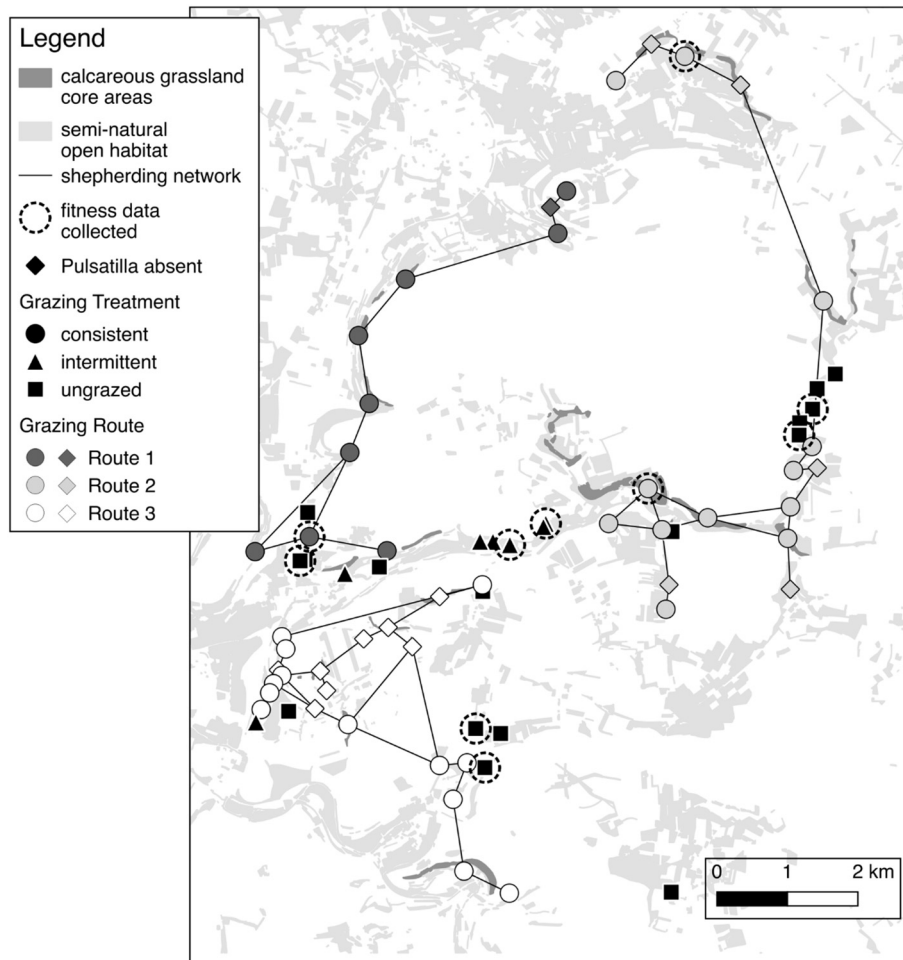 Legend
calcareous grassland
core areas
semi-natural
open habitat
shepherding network
fitness data
collected
Pulsatilla absent
Grazing Treatment
consistent
intermittent
ungrazed
Grazing Route
Route 1
Route 2
Route 3
0 1 2 km